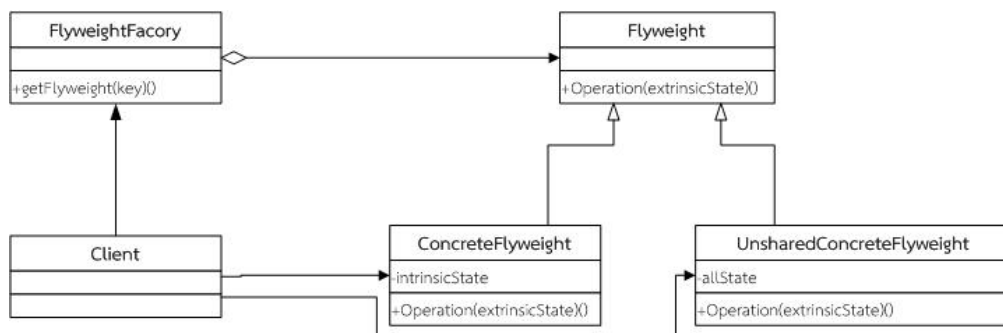 FlyweightFacory
+getFlyweight(key)()
Flyweight
+Operation(extrinsicState)()
Client
ConcreteFlyweight
-intrinsicState
+Operation(extrinsicState)()
UnsharedConcreteFlyweight
-allState
+Operation(extrinsicState)()